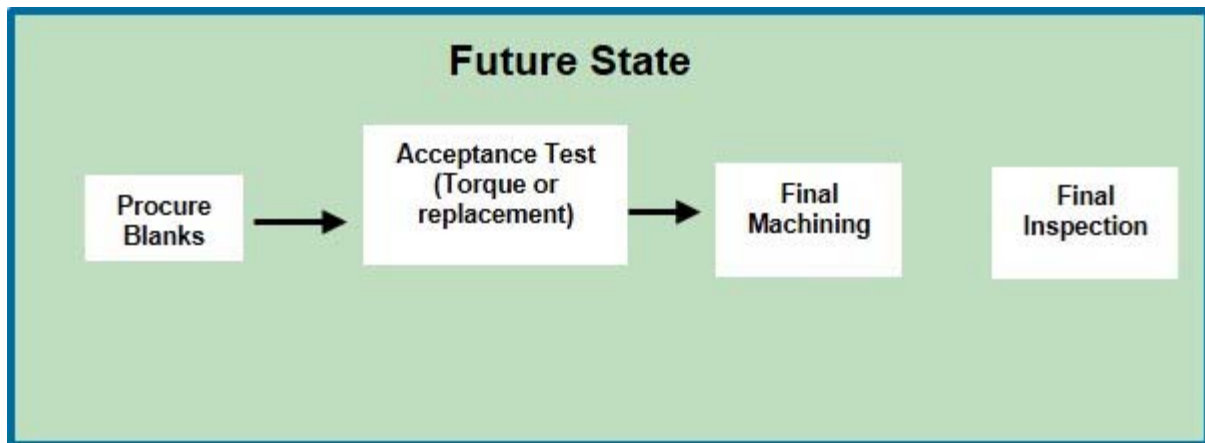 Future State
Procure
Blanks
Acceptance Test
(Torque or
replacement)
Final
Machining
Final
Inspection